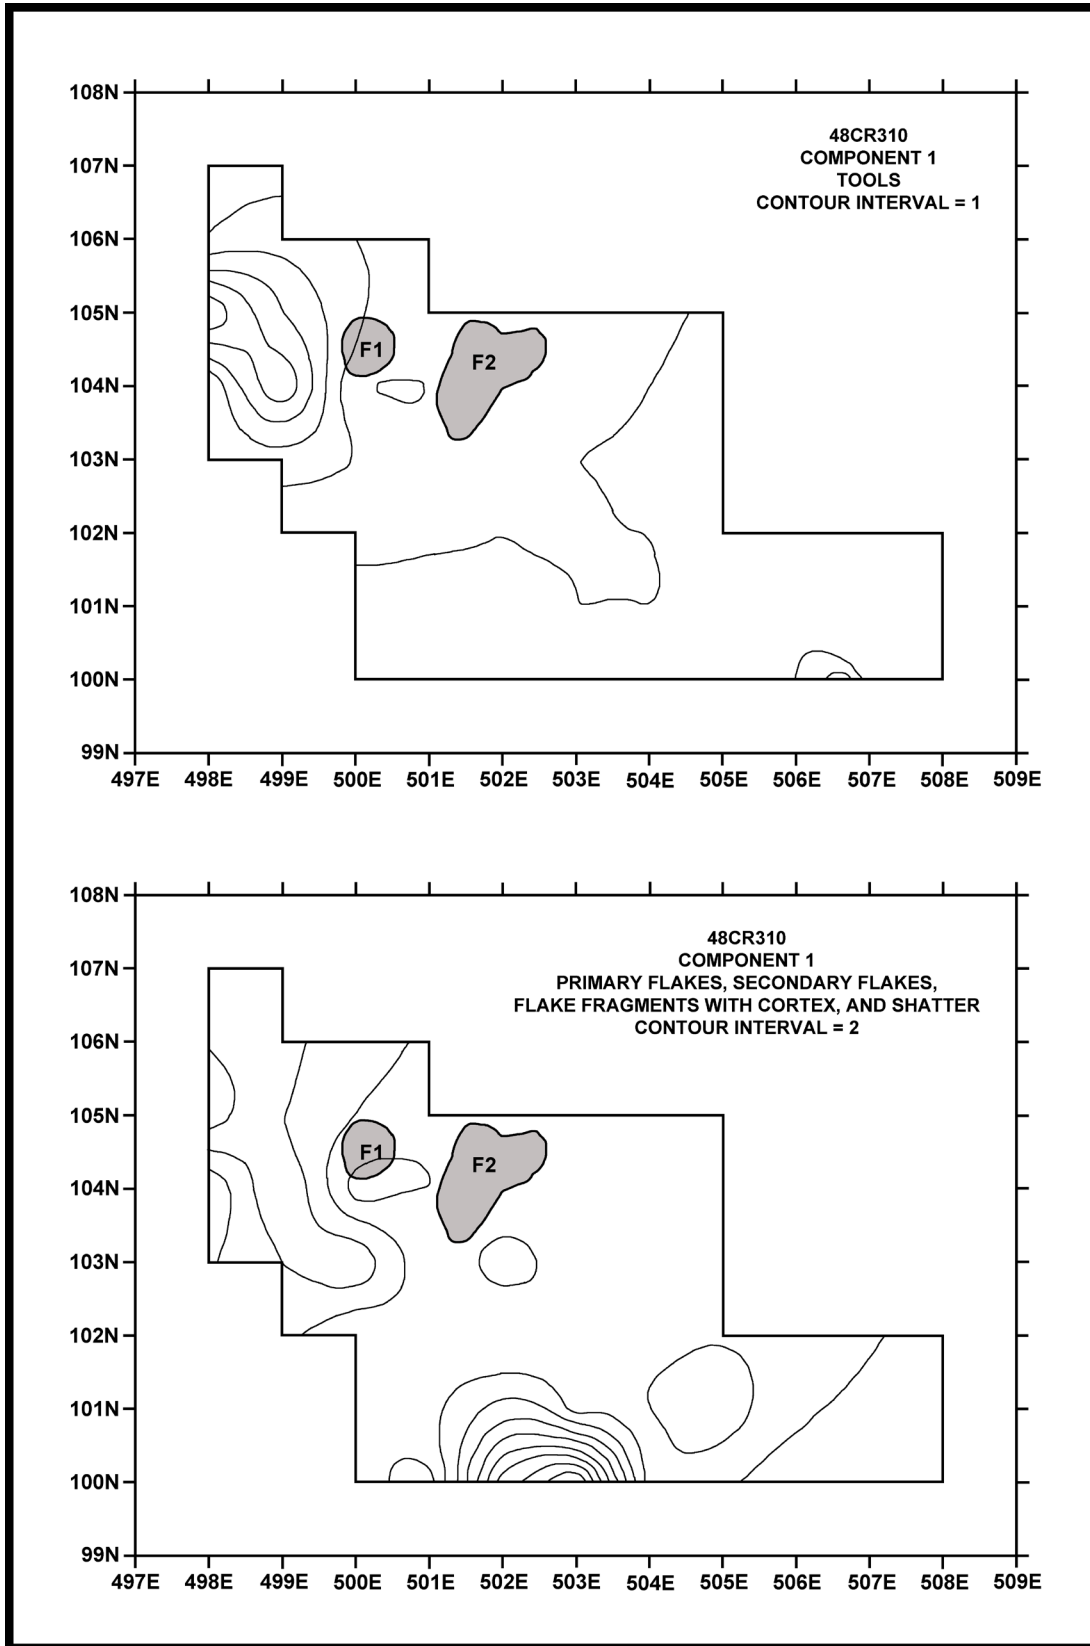 108N
107N
106N
105N
104N
103N
102N
101N
100N
99N
48CR310
COMPONENT 1
TOOLS
CONTOUR INTERVAL = 1
F1
F2
497E 498E 499E 500E 501E 502E 503E 504E 505E 506E 507E 508E 509E
108N
107N
106N
105N
104N
103N
102N
101N
100N
99N
48CR310
COMPONENT 1
PRIMARY FLAKES, SECONDARY FLAKES,
FLAKE FRAGMENTS WITH CORTEX, AND SHATTER
CONTOUR INTERVAL = 2
F1
F2
497E 498E 499E 500E 501E 502E 503E 504E 505E 506E 507E 508E 509E